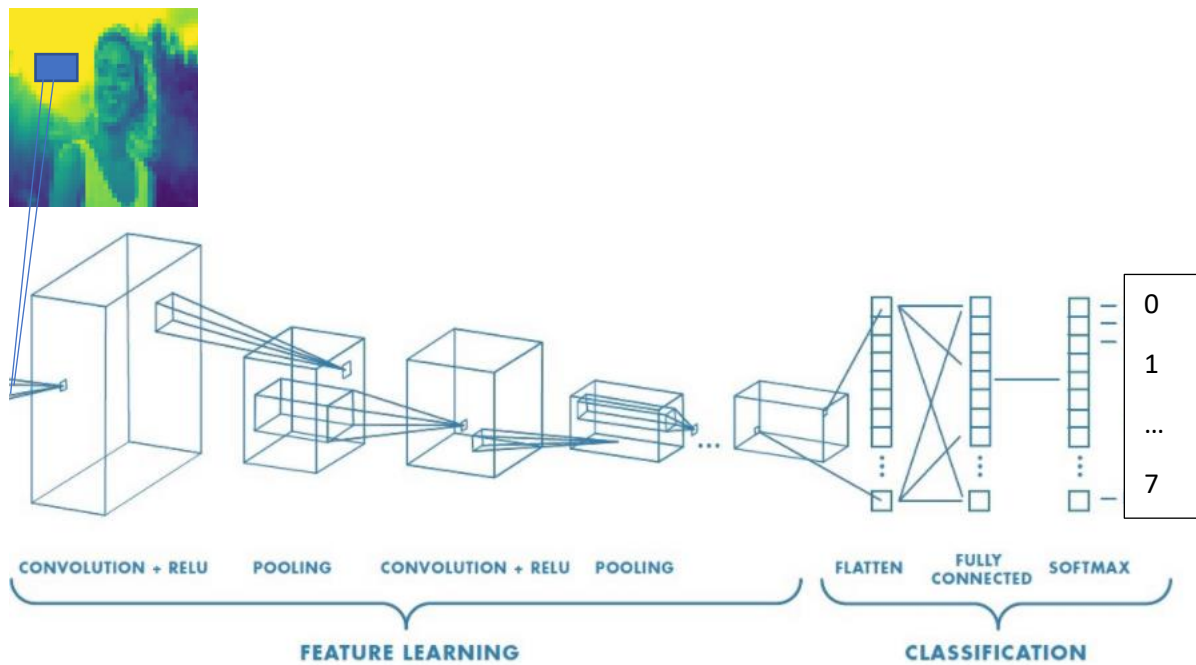 0
1
...
7
...
CONVOLUTION + RELU
POOLING
CONVOLUTION + RELU
POOLING
FLATTEN
FULLY
CONNECTED
SOFTMAX
FEATURE LEARNING
CLASSIFICATION